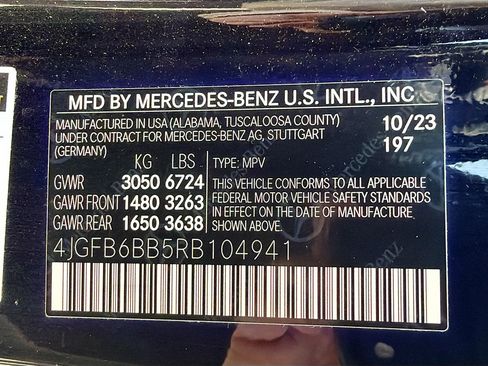 MFD BY MERCEDES-BENZ U.S. INTL., INC
MANUFACTURED IN USA (ALABAMA, TUSCALOOSA COUNTY) 10/23
UNDER CONTRACT FOR MERCEDES-BENZ AG, STUTTGART 197
(GERMANY)
KG LBS TYPE: MPV
GVWR 3050 6724 THIS VEHICLE CONFORMS TO ALL APPLICABLE
GAWR FRONT 1480 3263 FEDERAL MOTOR VEHICLE SAFETY STANDARDS
GAWR REAR 1650 3638 IN EFFECT ON THE DATE OF MANUFACTURE
SHOWN ABOVE.
4JGFB6BB5RB104941